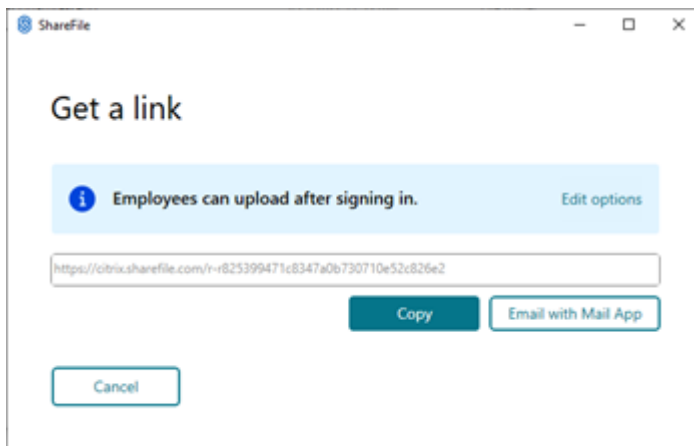 ShareFile
Get a link
Employees can upload after signing in.
Edit options
https://citrix.sharefile.com/r-r825399471c8347a0b730710e52c826e2
Copy
Email with Mail App
Cancel